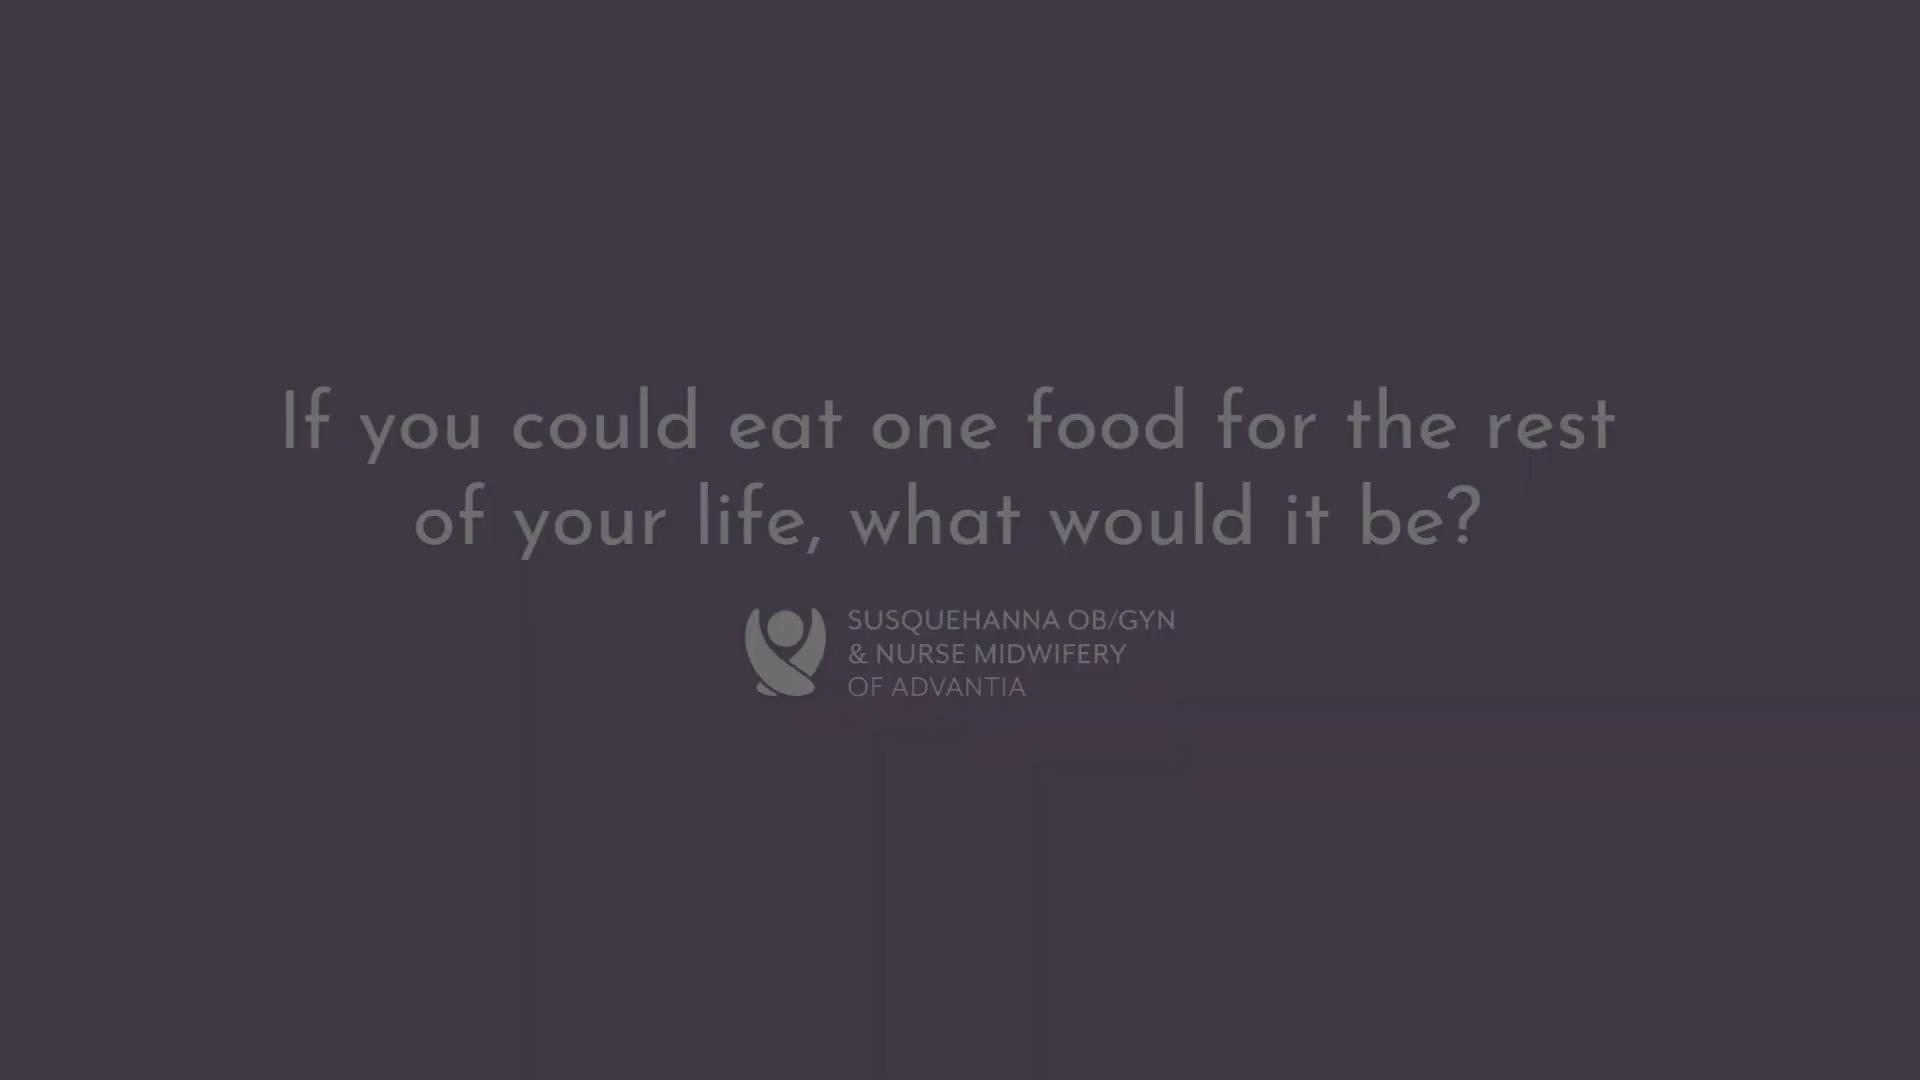 If you could eat one food for the rest
of your life, what would it be?
SUSQUEHANNA OB/GYN
& NURSE MIDWIFERY
OF ADVANTIA